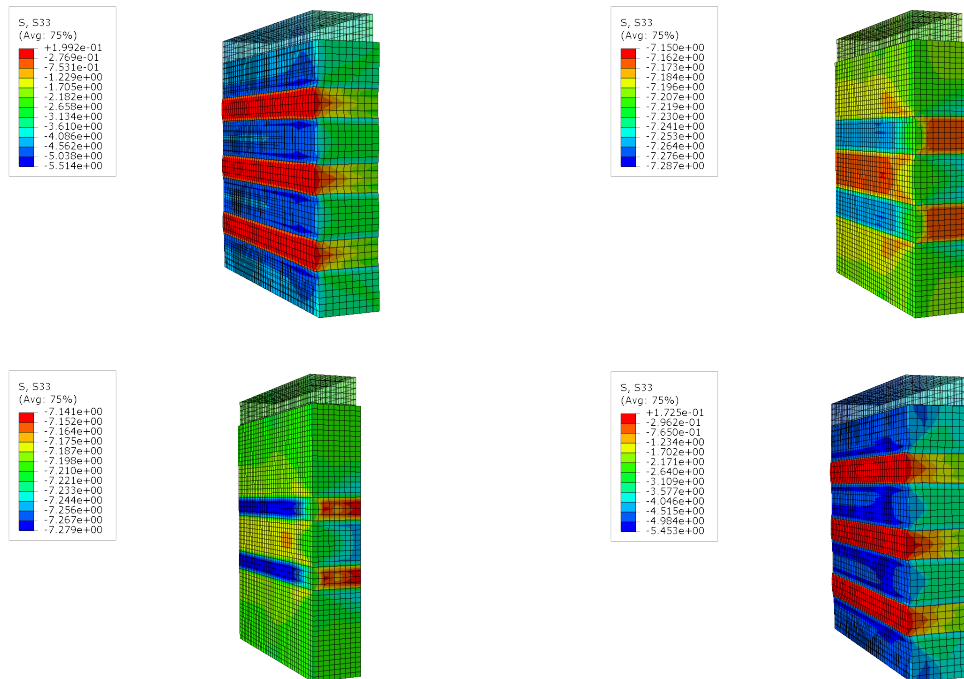 S, S33
(Avg: 75%)
+1.992e-01
-2.769e-01
-7.531e-01
-1.229e+00
-1.705e+00
-2.182e+00
-2.658e+00
-3.134e+00
-3.610e+00
-4.086e+00
-4.562e+00
-5.038e+00
-5.514e+00
S, S33
(Avg: 75%)
-7.150e+00
-7.162e+00
-7.173e+00
-7.184e+00
-7.196e+00
-7.207e+00
-7.219e+00
-7.230e+00
-7.241e+00
-7.253e+00
-7.264e+00
-7.276e+00
-7.287e+00
S, S33
(Avg: 75%)
-7.141e+00
-7.152e+00
-7.164e+00
-7.175e+00
-7.187e+00
-7.198e+00
-7.210e+00
-7.221e+00
-7.233e+00
-7.244e+00
-7.256e+00
-7.267e+00
-7.279e+00
S, S33
(Avg: 75%)
+1.725e-01
-2.962e-01
-7.650e-01
-1.234e+00
-1.702e+00
-2.171e+00
-2.640e+00
-3.109e+00
-3.577e+00
-4.046e+00
-4.515e+00
-4.984e+00
-5.453e+00